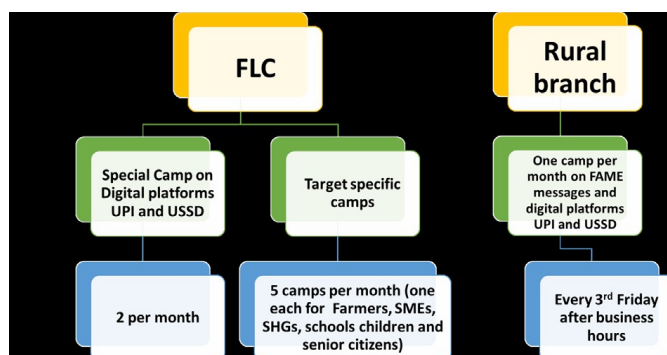 FLC
Rural
branch
Special Camp on
Digital platforms
UPI and USSD
Target specific
camps
One camp per
month on FAME
messages and
digital platforms
UPI and USSD
2 per month
5 camps per month (one
each for Farmers, SMEs,
SHGs, schools children and
senior citizens)
Every 3rd Friday
after business
hours